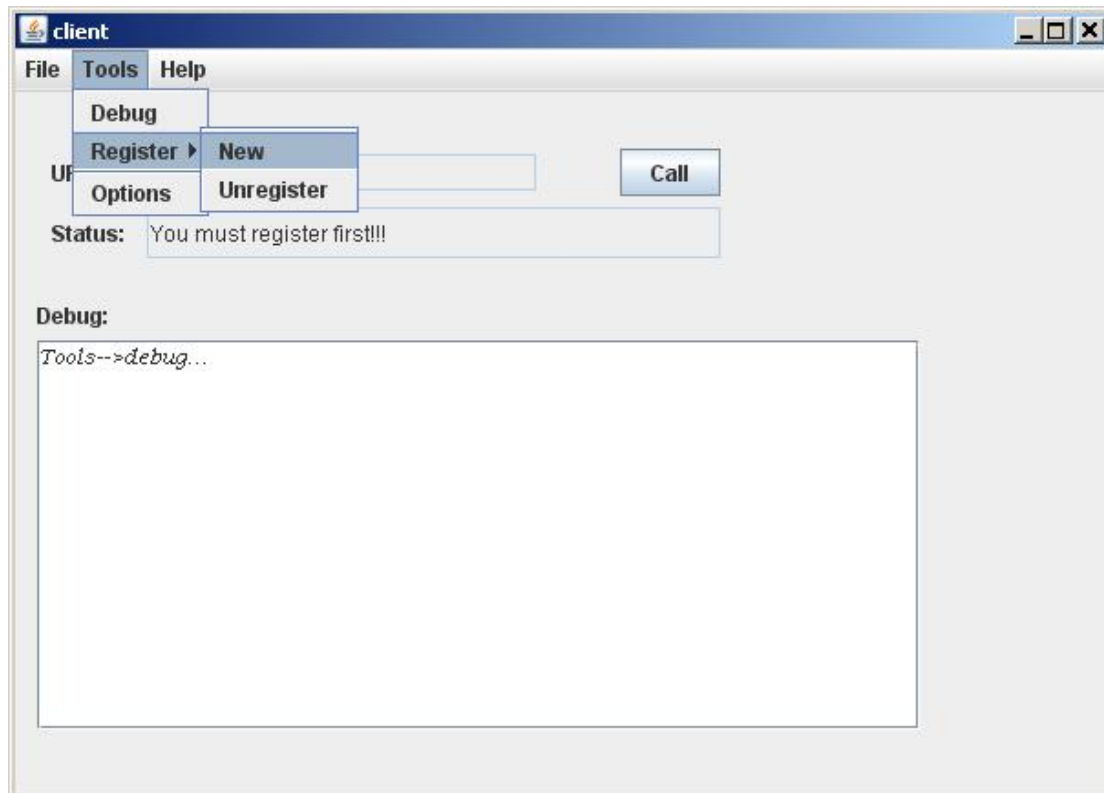 client
File Tools Help
Debug
Register New
Call
Options Unregister
Status: You must register first!!!
Debug:
Tools-->debug...